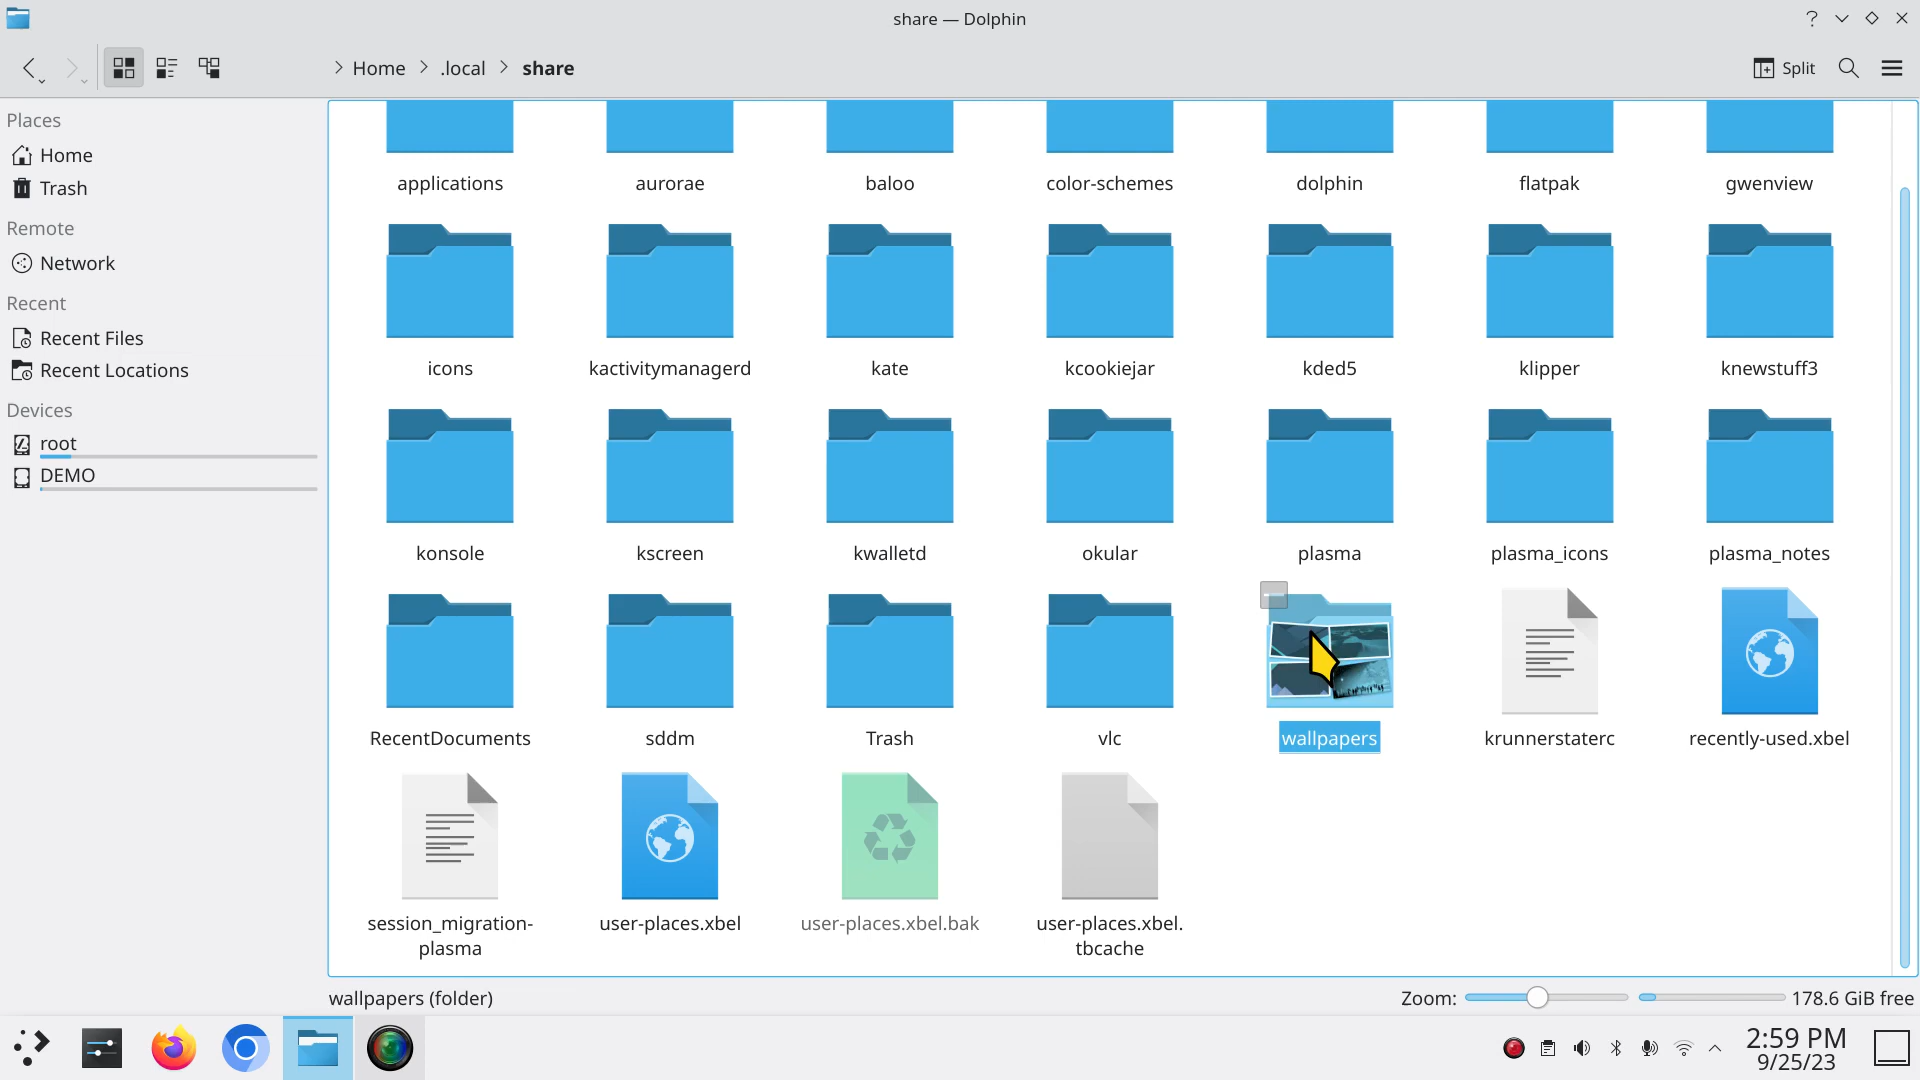 share — Dolphin
Home
.local
share
Split
Places
Home
Trash
Remote
Network
Recent
Recent Files
Recent Locations
Devices
root
DEMO
applications
aurorae
baloo
color-schemes
dolphin
flatpak
gwenview
icons
kactivitymanagerd
kate
kcookiejar
kded5
klipper
knewstuff3
konsole
kscreen
kwalletd
okular
plasma
plasma_icons
plasma_notes
RecentDocuments
sddm
Trash
vlc
wallpapers
krunnerstaterc
recently-used.xbel
session_migration-
plasma
user-places.xbel
user-places.xbel.bak
user-places.xbel.
tbcache
wallpapers (folder)
Zoom:
178.6 GiB free
2:59 PM
9/25/23